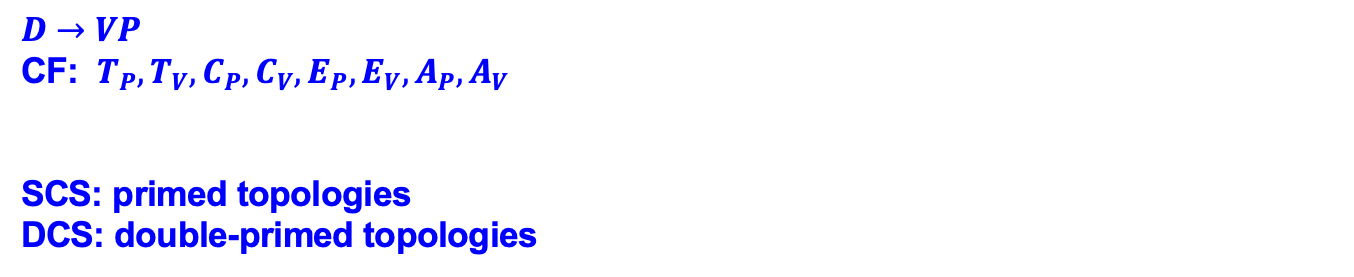 D → VP
CF: T_P, T_V, C_P, C_V, E_P, E_V, A_P, A_V
SCS: primed topologies
DCS: double-primed topologies